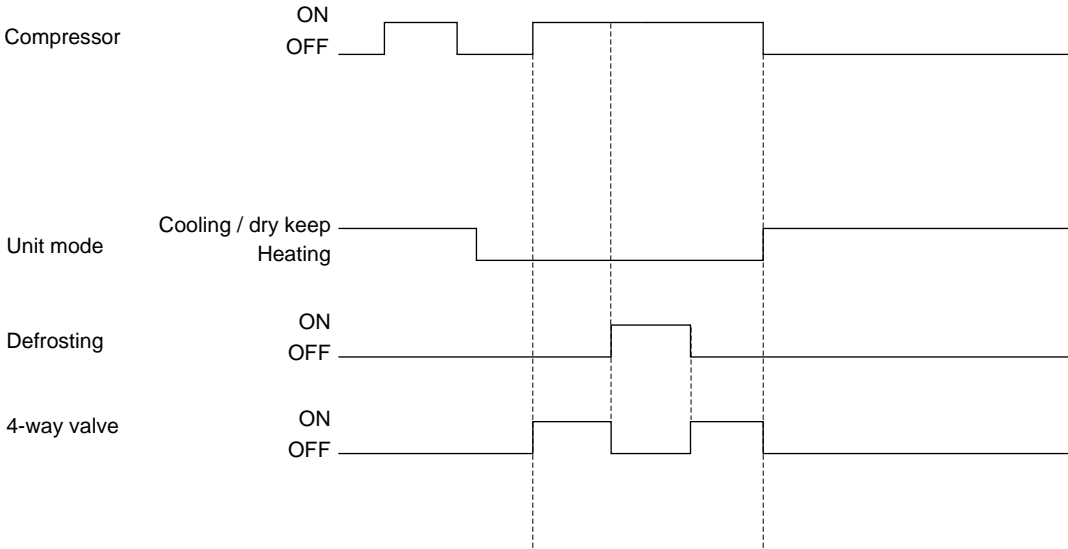 ON
Compressor
OFF
Cooling / dry keep
Unit mode
Heating
ON
Defrosting
OFF
ON
4-way valve
OFF